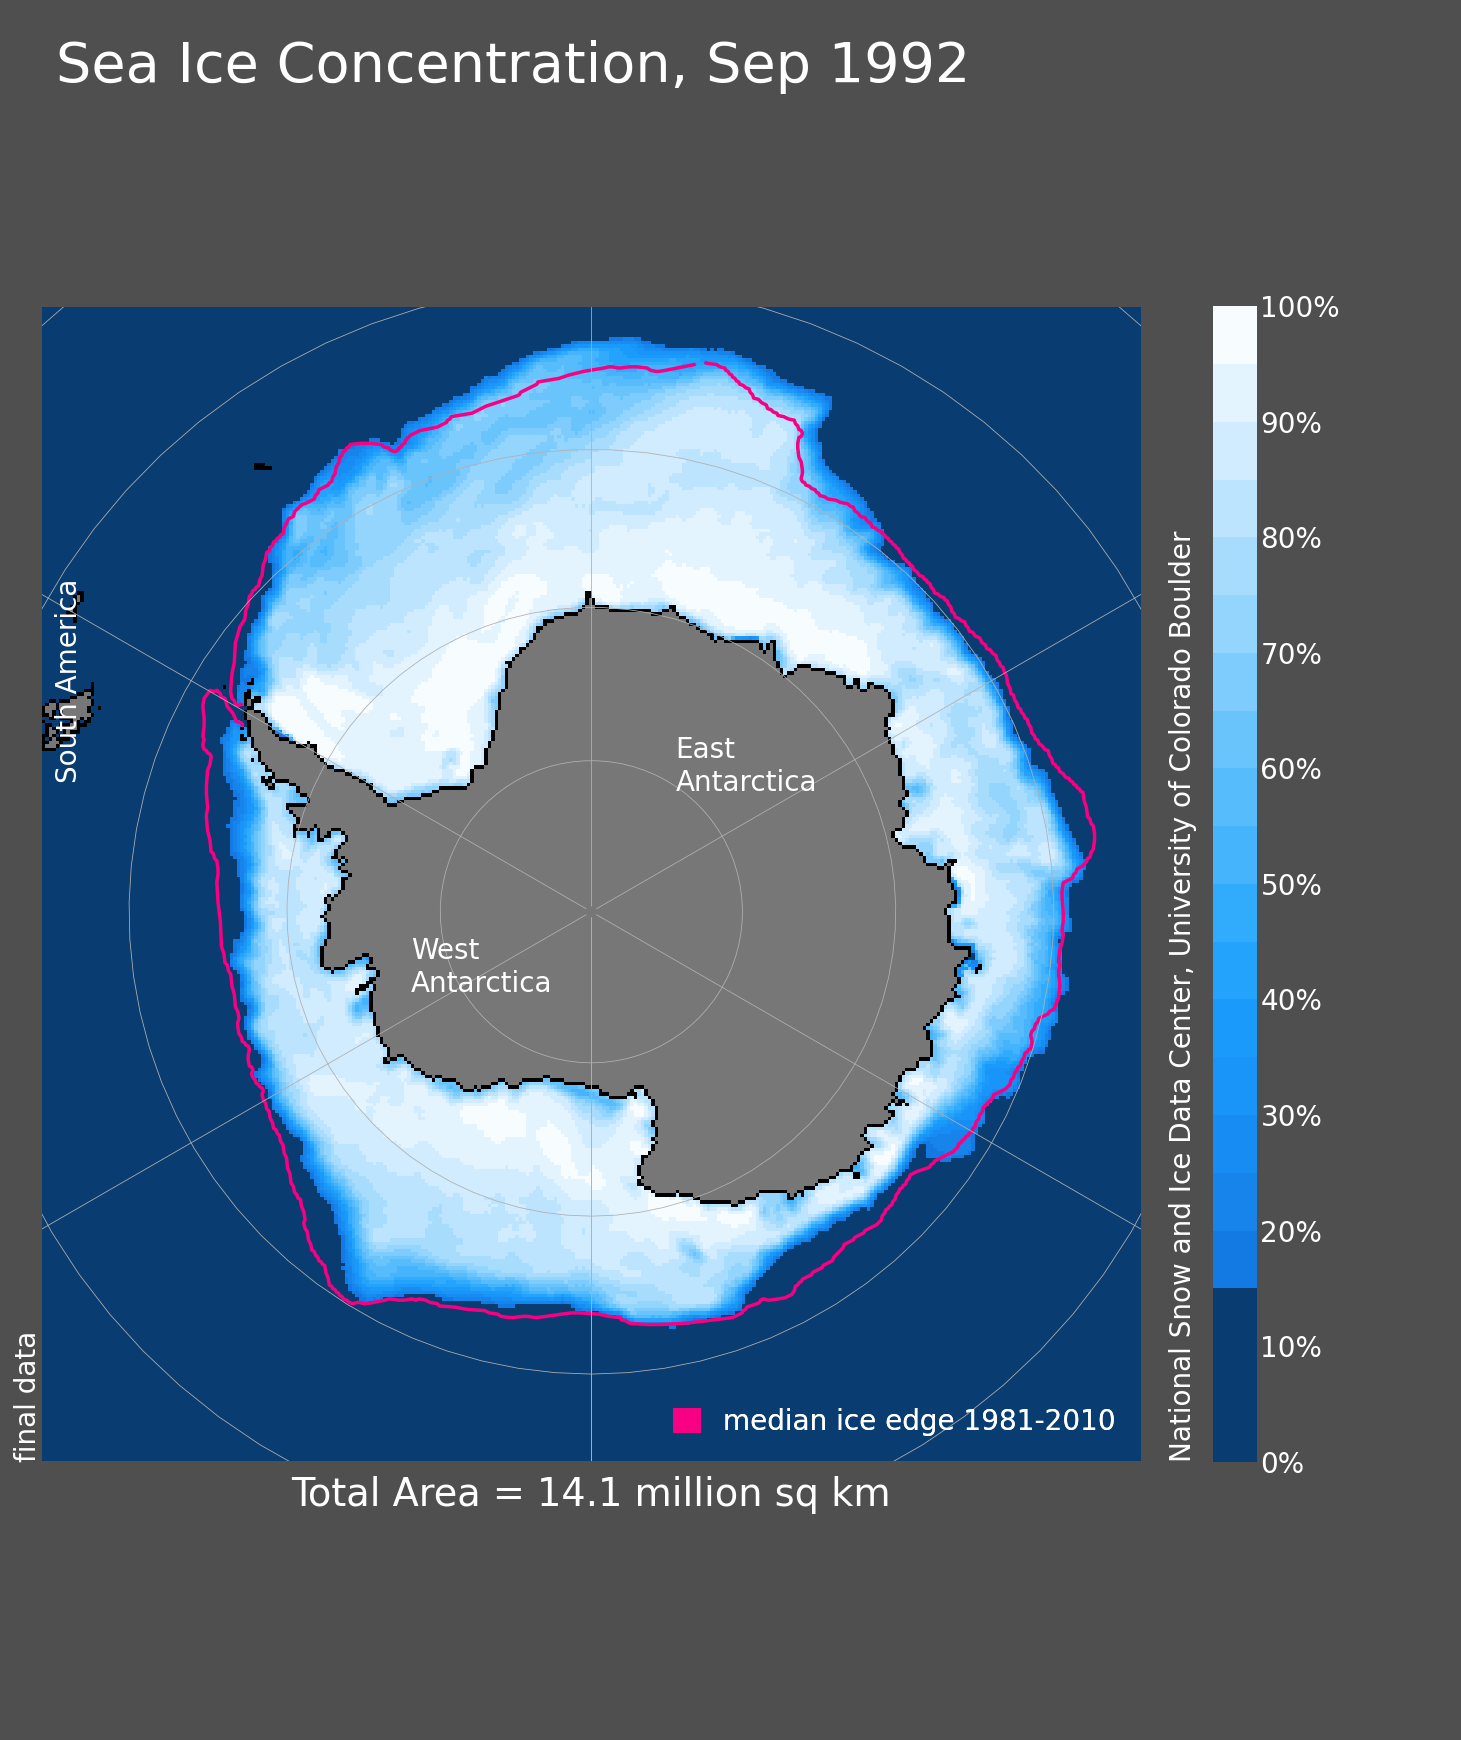 Sea Ice Concentration, Sep 1992
South America
East
Antarctica
West
Antarctica
median ice edge 1981-2010
final data
Total Area = 14.1 million sq km
National Snow and Ice Data Center, University of Colorado Boulder
100%
90%
80%
70%
60%
50%
40%
30%
20%
10%
0%